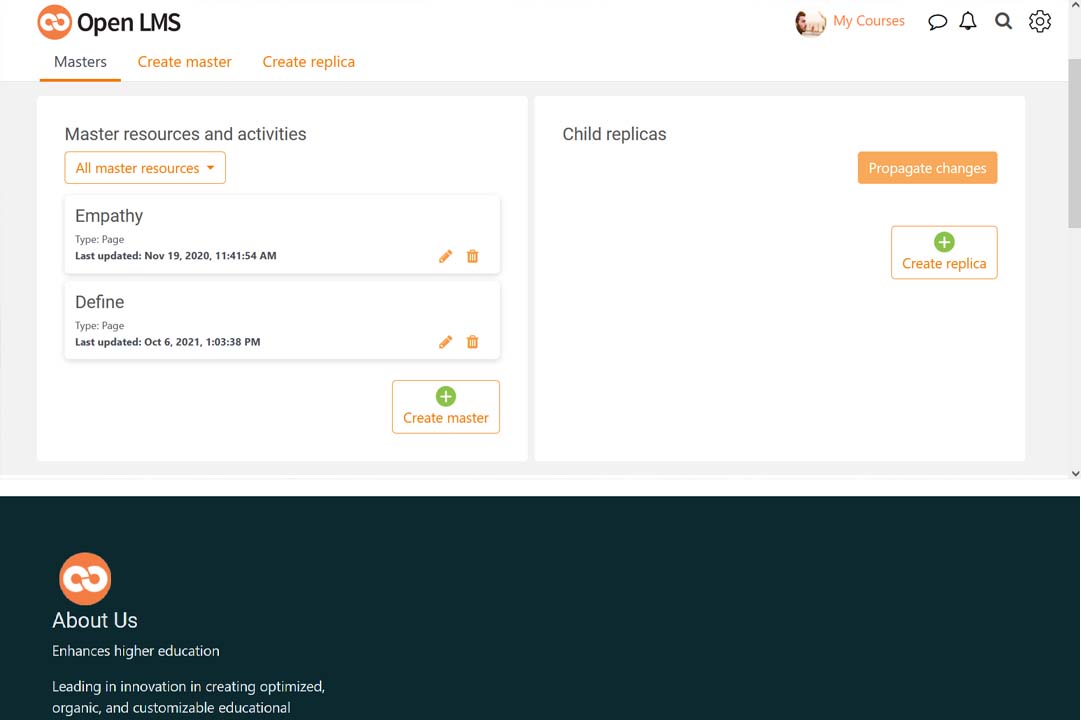 Open LMS
My Courses
Masters
Create master
Create replica
Master resources and activities
All master resources
Empathy
Type: Page
Last updated: Nov 19, 2020, 11:41:54 AM
Define
Type: Page
Last updated: Oct 6, 2021, 1:03:38 PM
Create master
Child replicas
Propagate changes
Create replica
About Us
Enhances higher education
Leading in innovation in creating optimized,
organic, and customizable educational